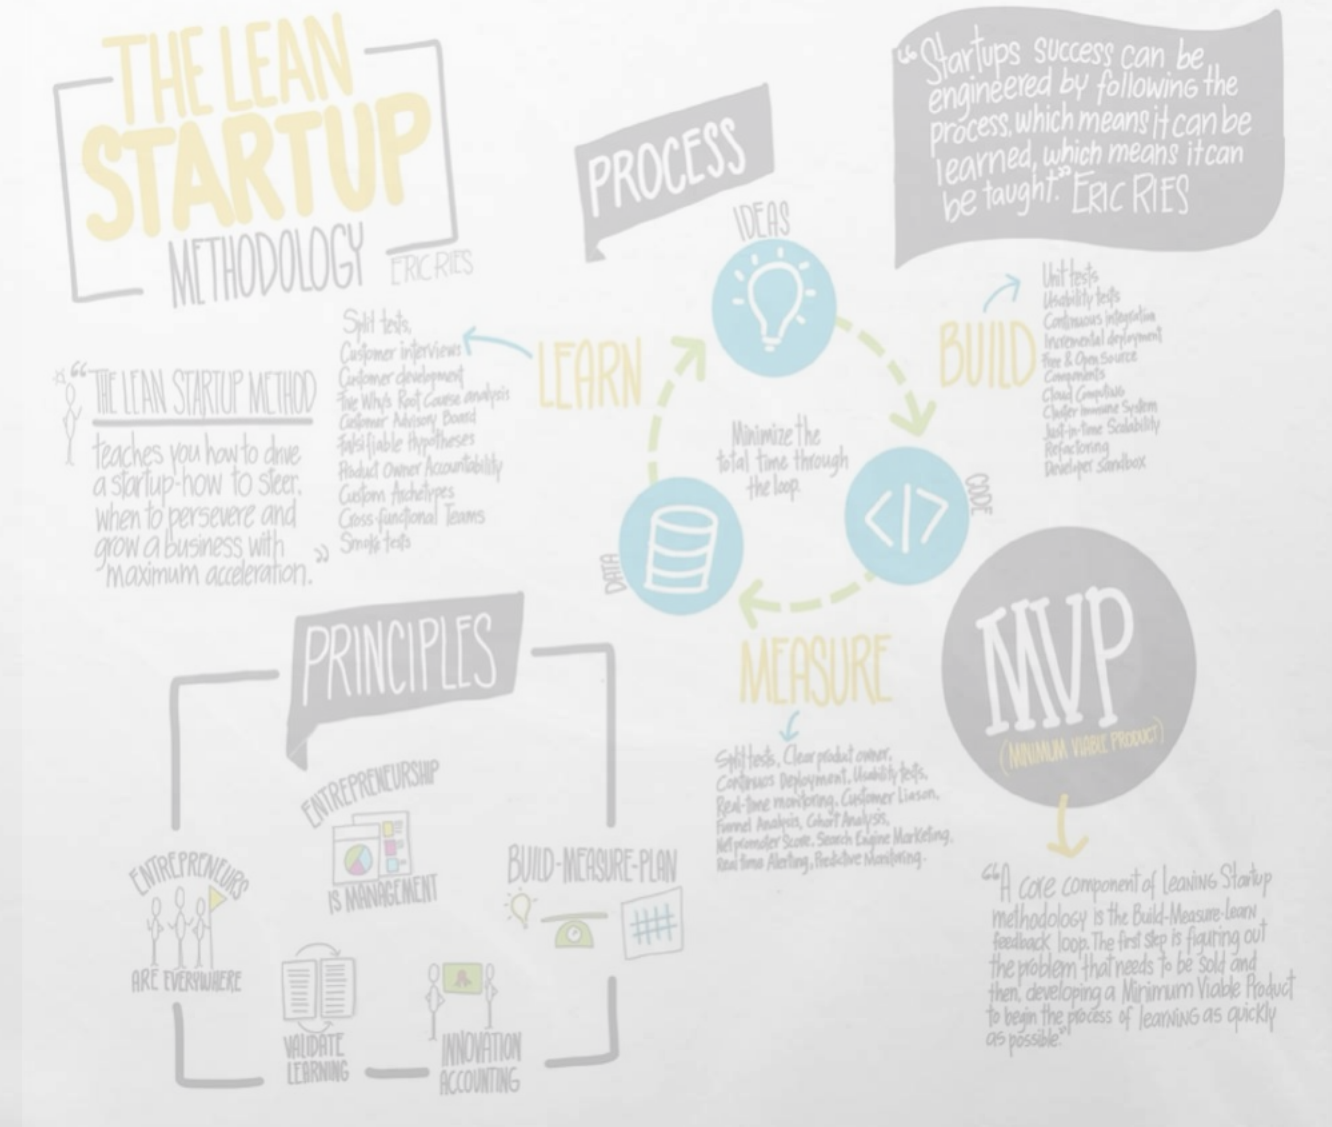 THE LEAN
STARTUP
METHODOLOGY
ERIC RIES
“THE LEAN STARTUP METHOD
teaches you how to drive
a startup-how to steer,
when to persevere and
grow a business with
maximum acceleration.”
PROCESS
“Startups success can be
engineered by following the
process, which means it can be
learned, which means it can
be taught.” ERIC RIES
IDEAS
LEARN
Split tests,
Customer interviews
Customer development
Five Why's Root Course analysis
Customer Advisory Board
Falsifiable Hypotheses
Product Owner Accountability
Custom Archetypes
Cross-functional Teams
Smoke tests
BUILD
Unit tests
Usability tests
Continuous Integration
Incremental deployment
Free & Open Source
Components
Cloud
Cluster Immune System
Just-in-time Scalability
Refactoring
Developer Sandbox
Minimize the
total time through
the loop.
CODE
DATA
MEASURE
Split tests, Clear product owner,
Continuos Deployment, Usability tests,
Real-time monitoring, Customer Liason,
Funnel Analysis, Cohort Analysis,
Net promoter Score, Search Engine Marketing,
Real time Alerting, Predictive Monitoring.
MVP
(MINIMUM VIABLE PRODUCT)
“A core component of LEANING Startup
methodology is the Build-Measure-Learn
feedback loop. The first step is figuring out
the problem that needs to be sold and
then, developing a Minimum Viable Product
to begin the process of learning as quickly
as possible.”
PRINCIPLES
ENTREPRENEURSHIP
IS MANAGEMENT
ENTREPRENEURS
ARE EVERYWHERE
BUILD-MEASURE-PLAN
VALIDATE
LEARNING
INNOVATION
ACCOUNTING